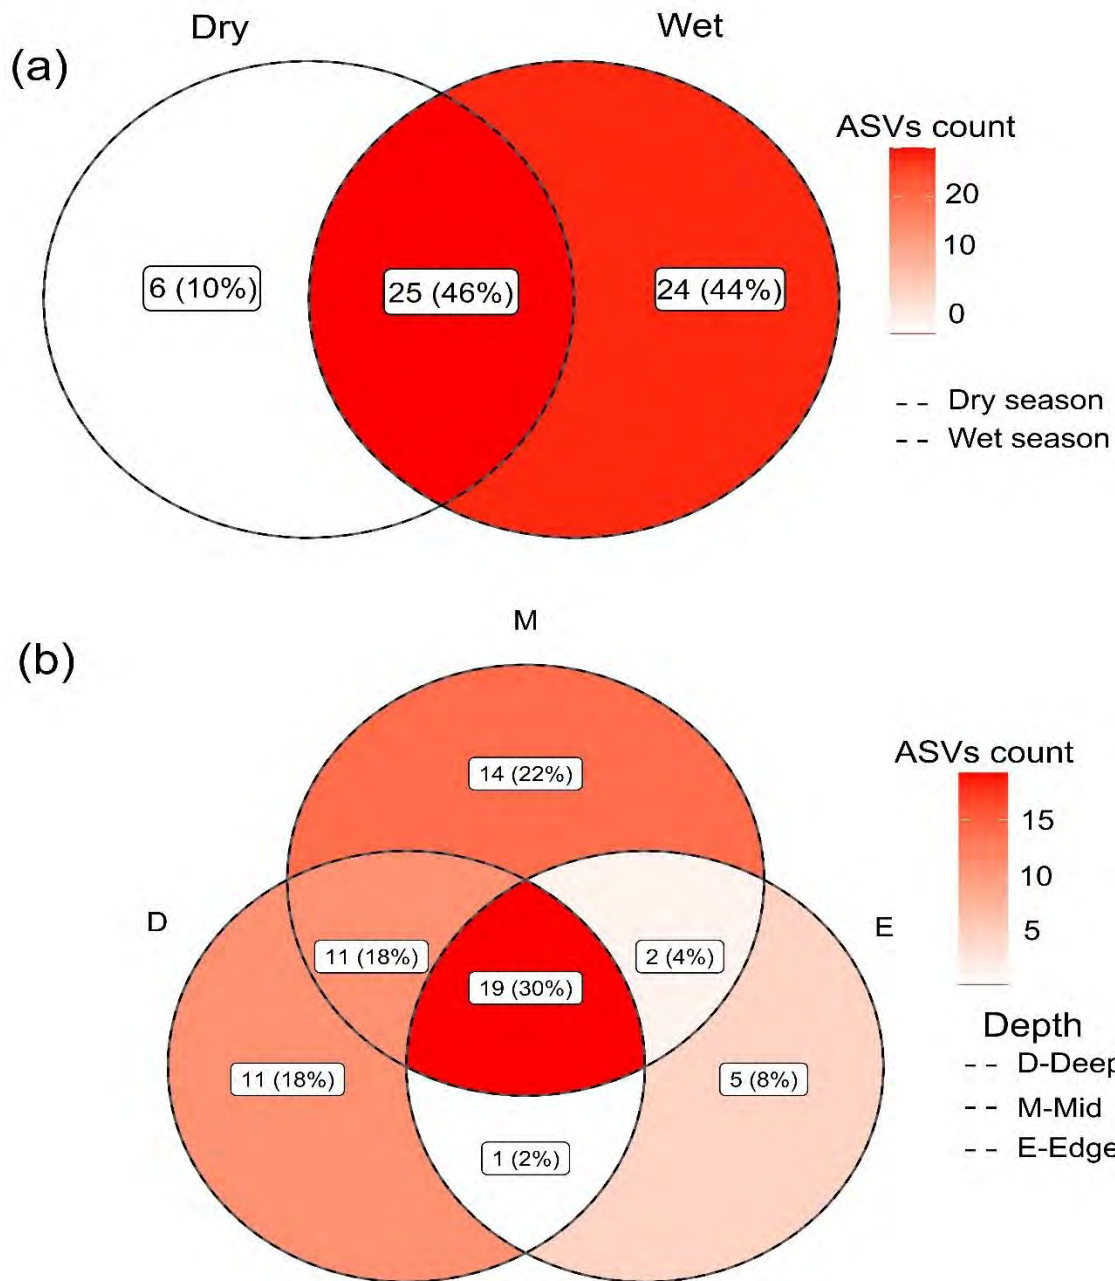 Dry
Wet
(a)
ASVs count
20
10
0
6 (10%)
25 (46%)
24 (44%)
-- Dry season
-- Wet season
M
(b)
14 (22%)
ASVs count
15
10
5
D
E
11 (18%)
2 (4%)
19 (30%)
11 (18%)
5 (8%)
1 (2%)
Depth
-- D-Deep
-- M-Mid
-- E-Edge